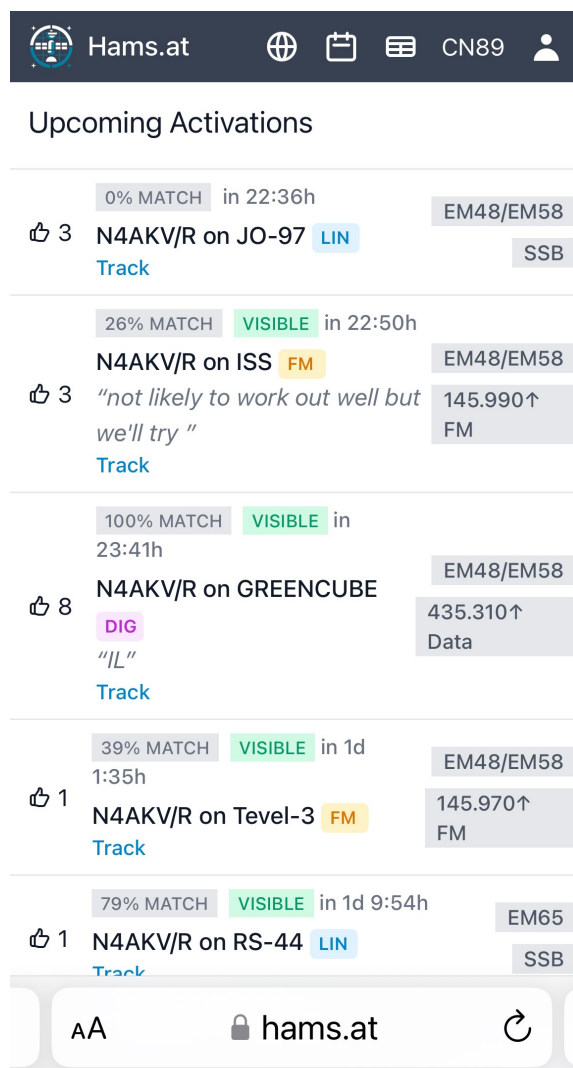 Hams.at CN89
Upcoming Activations
3
0% MATCH in 22:36h
N4AKV/R on JO-97 LIN
Track
EM48/EM58
SSB
3
26% MATCH VISIBLE in 22:50h
N4AKV/R on ISS FM
“not likely to work out well but
we'll try ”
Track
EM48/EM58
145.990↑
FM
8
100% MATCH VISIBLE in
23:41h
N4AKV/R on GREENCUBE
DIG
“IL”
Track
EM48/EM58
435.310↑
Data
1
39% MATCH VISIBLE in 1d
1:35h
N4AKV/R on Tevel-3 FM
Track
EM48/EM58
145.970↑
FM
1
79% MATCH VISIBLE in 1d 9:54h
N4AKV/R on RS-44 LIN
Track
EM65
SSB
AA hams.at